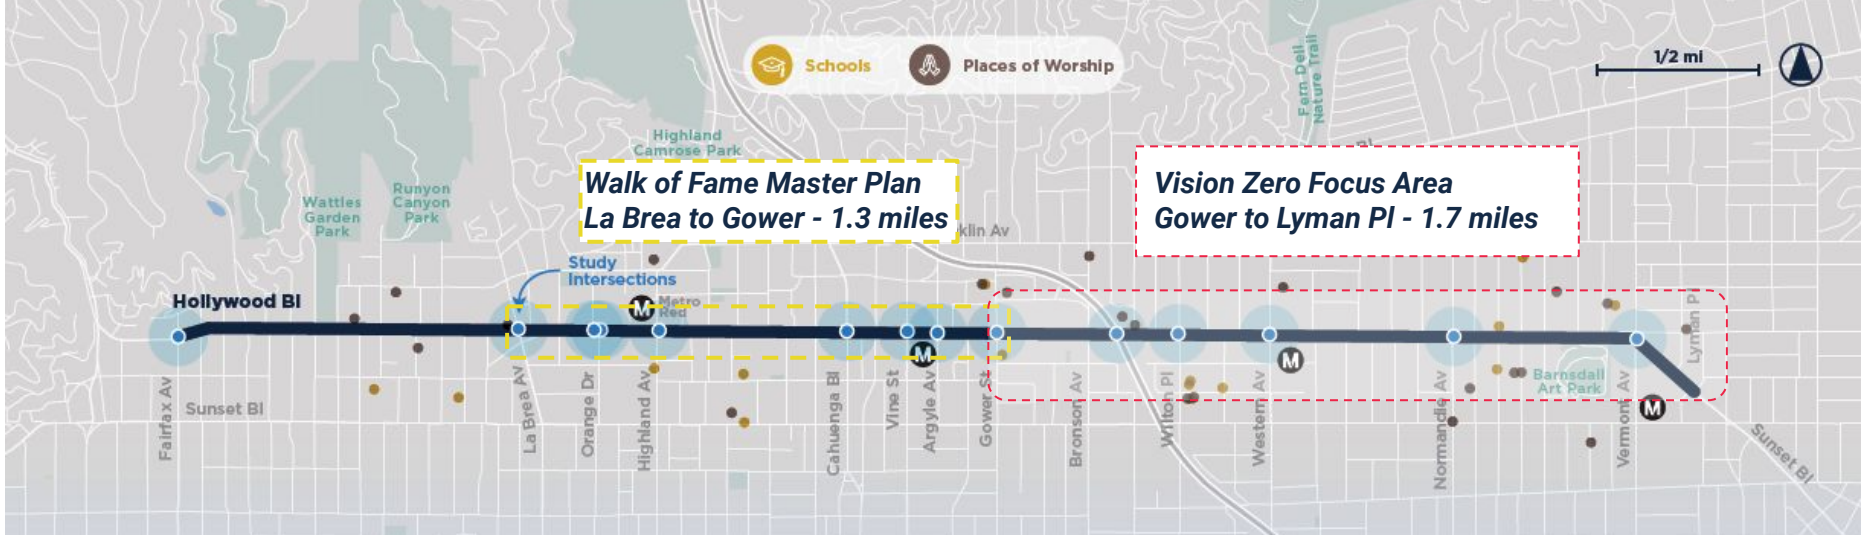 Schools
Places of Worship
1/2 mi
Fern Dell
Nature Trail
Highland
Camrose Park
Walk of Fame Master Plan
La Brea to Gower - 1.3 miles
Vision Zero Focus Area
Gower to Lyman Pl - 1.7 miles
Wattles
Garden
Park
Runyon
Canyon
Park
klin Av
Bl
Study
Intersections
Hollywood Bl
M
Metro
Red
M
M
M
Fairfax Av
Sunset Bl
La Brea Av
Orange Dr
Highland Av
Cahuenga Bl
Vine St
Argyle Av
Gower St
Bronson Av
Wilton Pl
Western Av
Normandie Av
Barnsdall
Art Park
Vermont Av
Lyman Pl
Sunset Bl